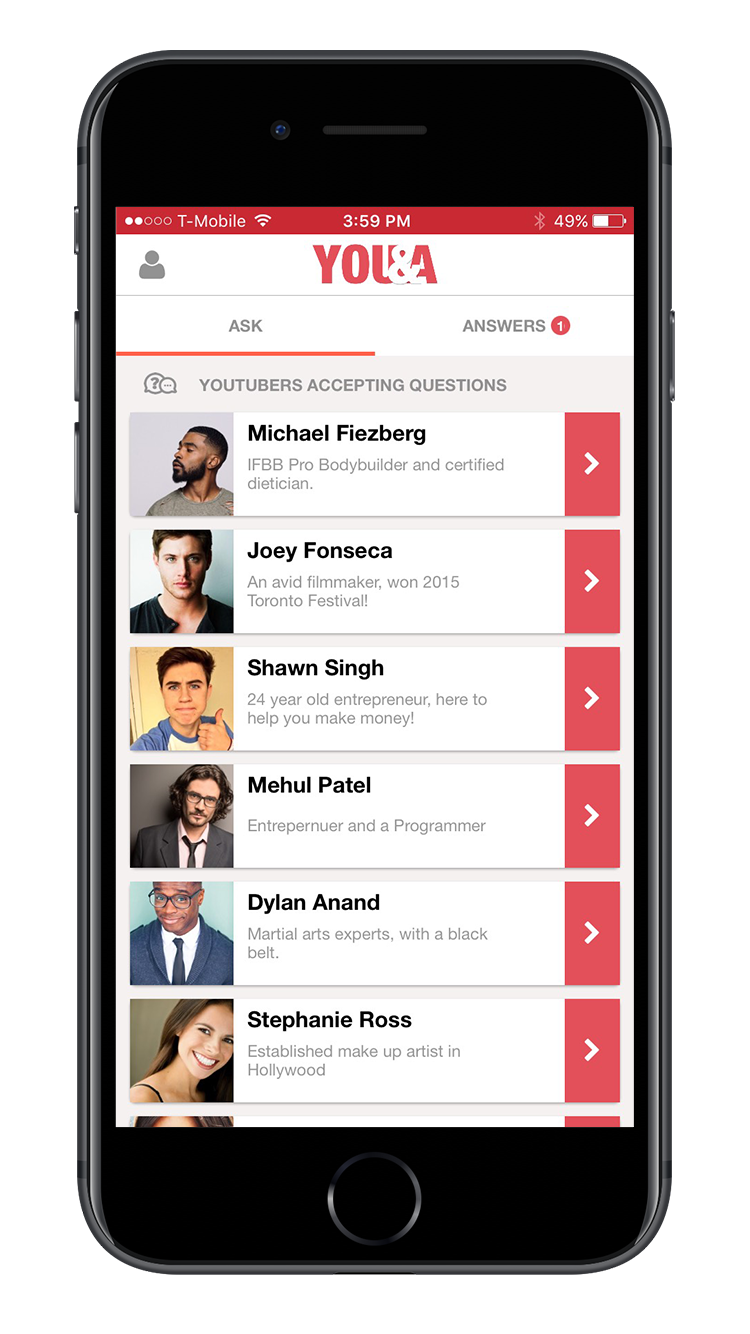 T-Mobile 3:59 PM 49%
YOU&A
ASK ANSWERS 1
YOUTUBERS ACCEPTING QUESTIONS
Michael Fiezberg
IFBB Pro Bodybuilder and certified
dietician.
Joey Fonseca
An avid filmmaker, won 2015
Toronto Festival!
Shawn Singh
24 year old entrepreneur, here to
help you make money!
Mehul Patel
Entrepernuer and a Programmer
Dylan Anand
Martial arts experts, with a black
belt.
Stephanie Ross
Established make up artist in
Hollywood